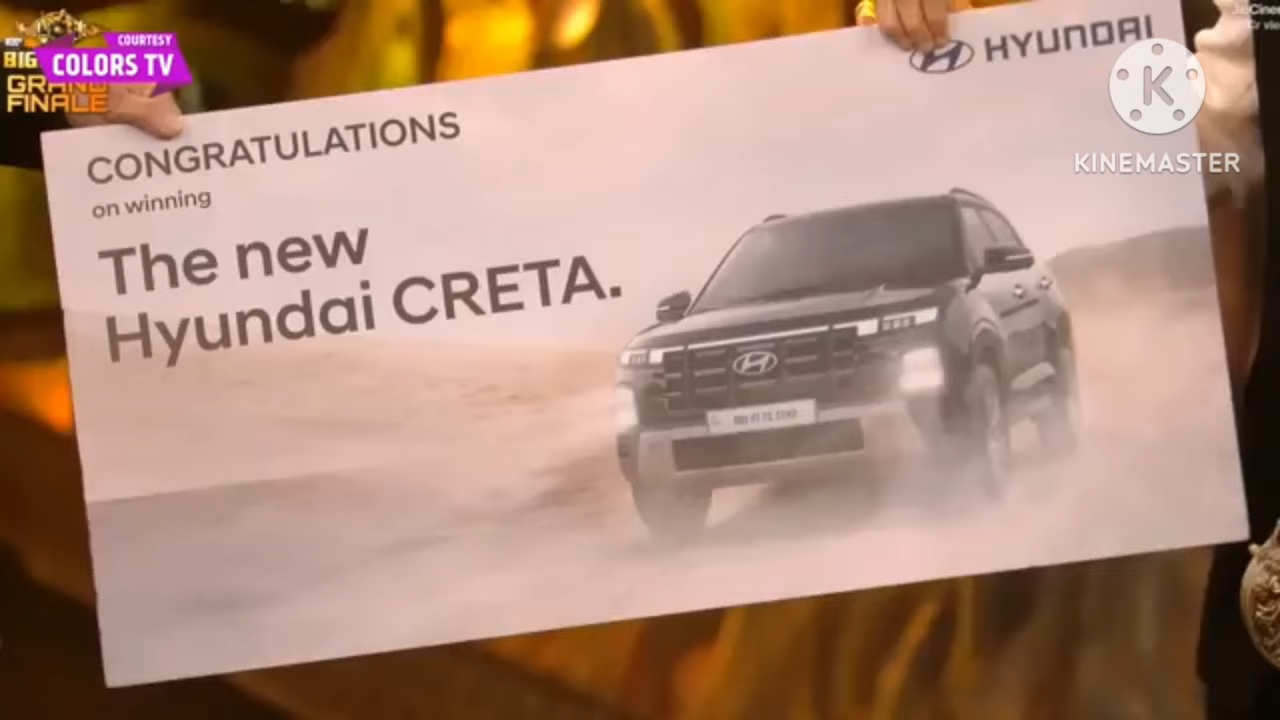 COURTESY
COLORS TV
BIG
GRAND
FINALE
HYUNDAI
K
KINEMASTER
CONGRATULATIONS
on winning
The new
Hyundai CRETA.